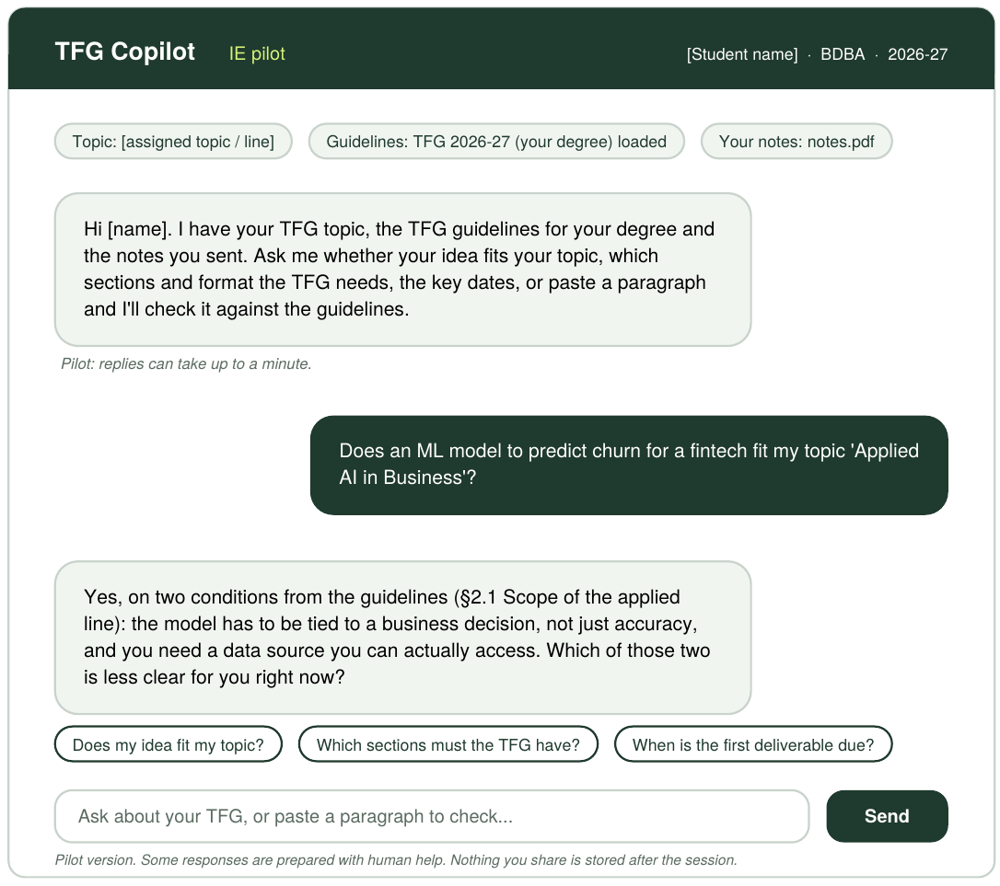 TFG Copilot IE pilot [Student name] · BDBA · 2026-27
Topic: [assigned topic / line] Guidelines: TFG 2026-27 (your degree) loaded Your notes: notes.pdf
Hi [name]. I have your TFG topic, the TFG guidelines for your degree and
the notes you sent. Ask me whether your idea fits your topic, which
sections and format the TFG needs, the key dates, or paste a paragraph
and I'll check it against the guidelines.
Pilot: replies can take up to a minute.
Does an ML model to predict churn for a fintech fit my topic 'Applied
AI in Business'?
Yes, on two conditions from the guidelines (§2.1 Scope of the applied
line): the model has to be tied to a business decision, not just accuracy,
and you need a data source you can actually access. Which of those two
is less clear for you right now?
Does my idea fit my topic? Which sections must the TFG have? When is the first deliverable due?
Ask about your TFG, or paste a paragraph to check... Send
Pilot version. Some responses are prepared with human help. Nothing you share is stored after the session.